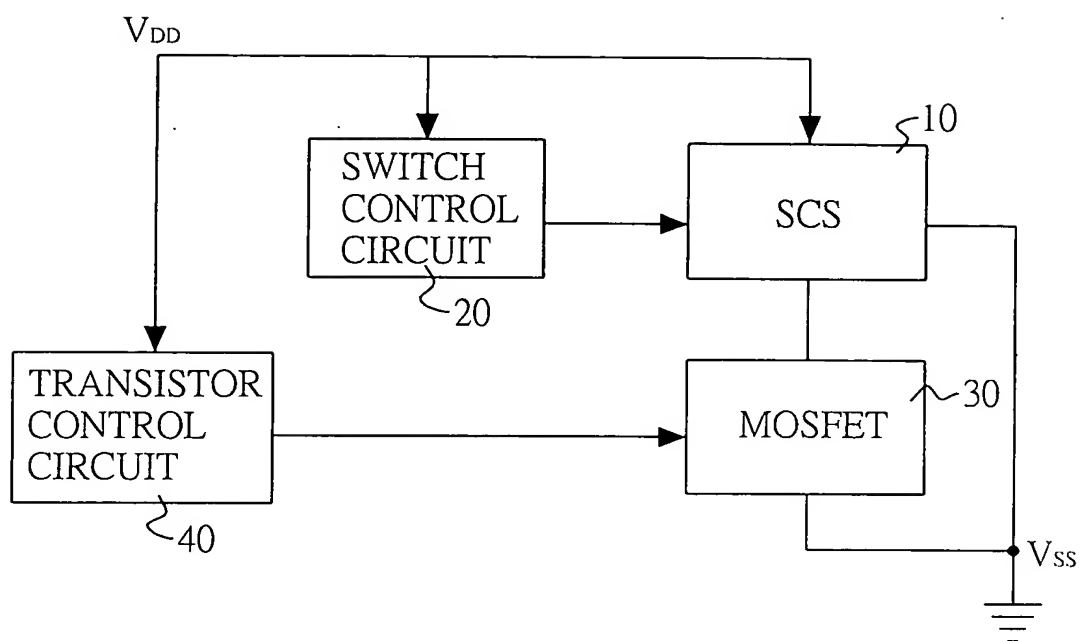 VDD
10
SWITCH
CONTROL
CIRCUIT
SCS
20
TRANSISTOR
CONTROL
CIRCUIT
30
MOSFET
40
VSS